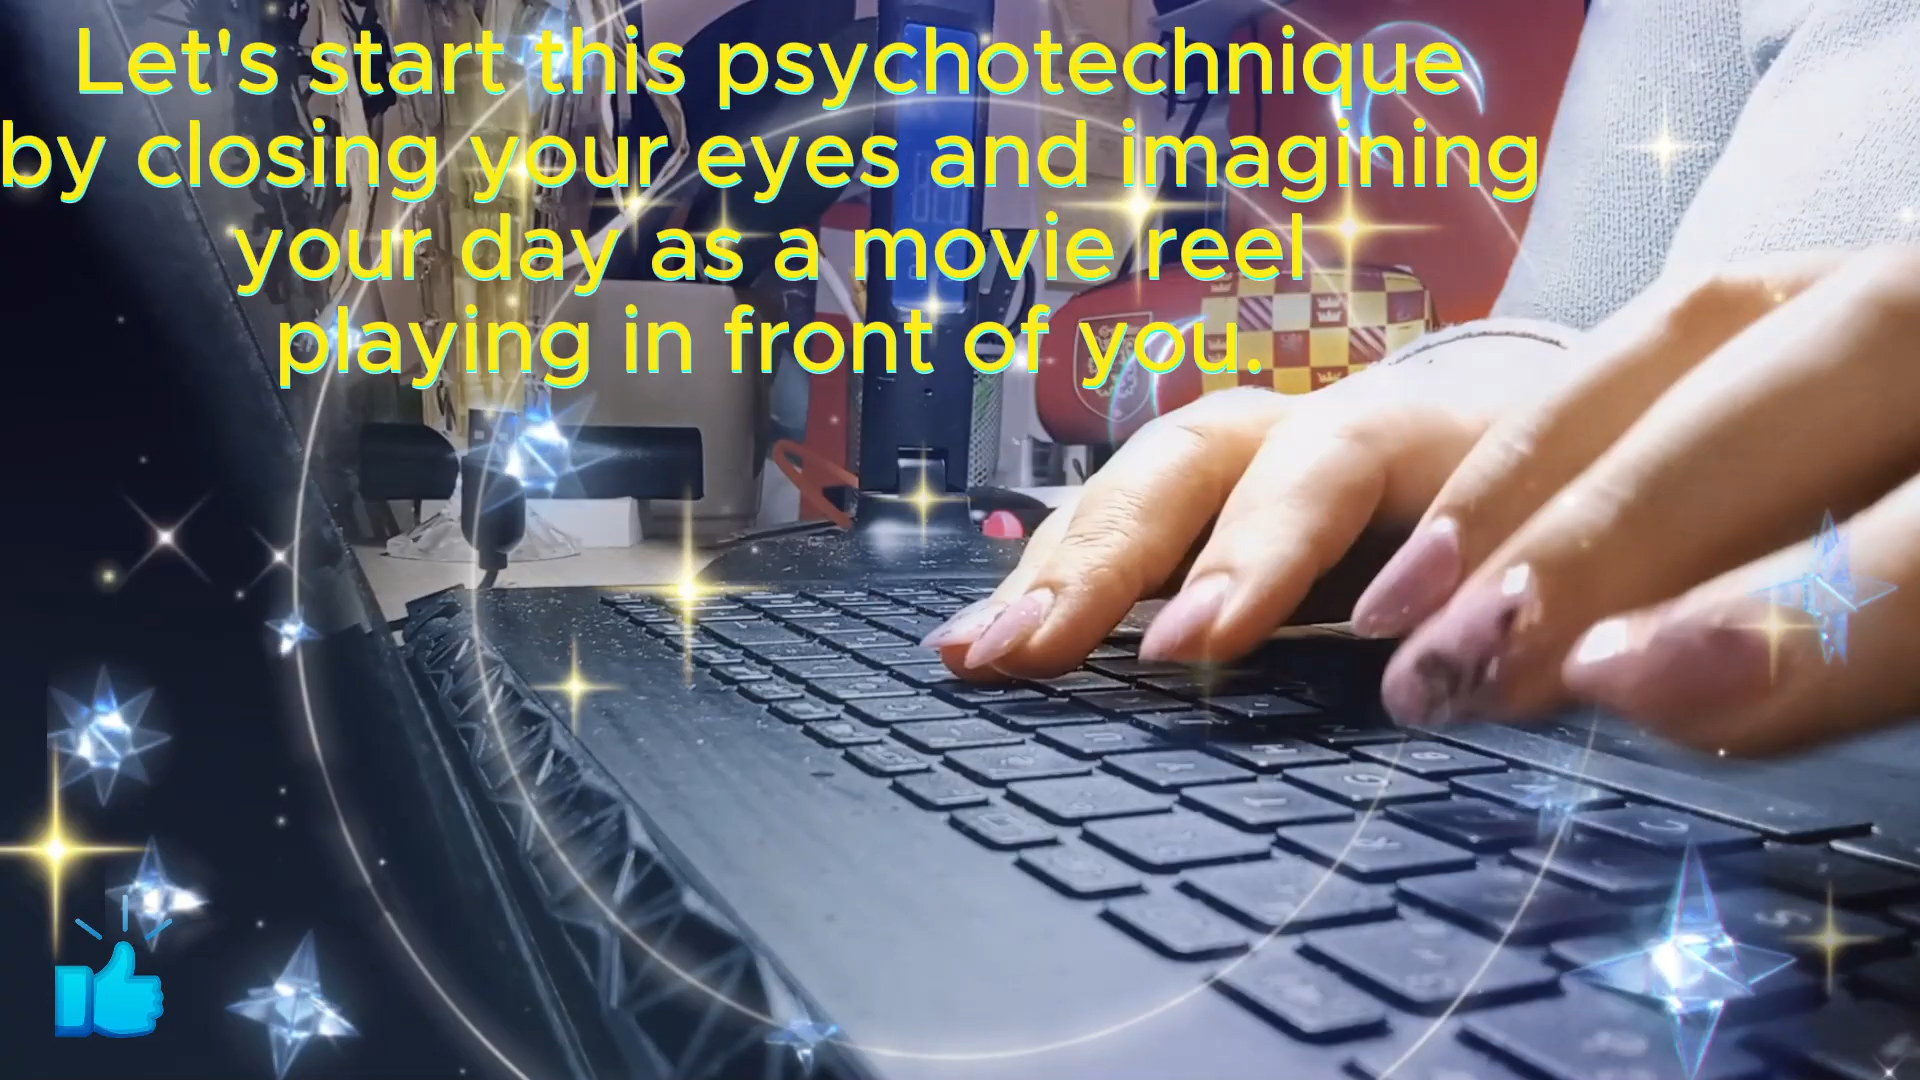 Let's start this psychotechnique
by closing your eyes and imagining
your day as a movie reel
playing in front of you.